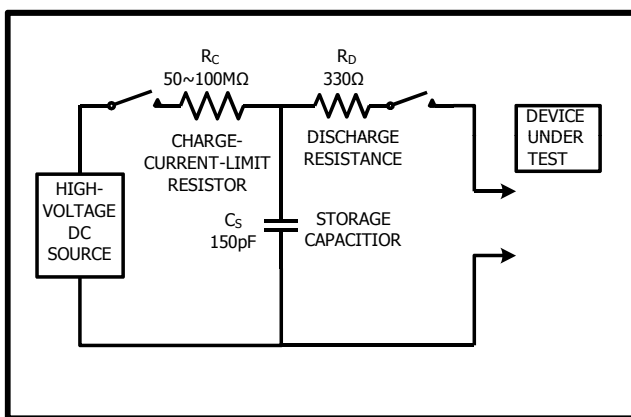 R_C
50~100MΩ
R_D
330Ω
CHARGE-
CURRENT-LIMIT
RESISTOR
DISCHARGE
RESISTANCE
DEVICE
UNDER
TEST
HIGH-
VOLTAGE
DC
SOURCE
C_S
150pF
STORAGE
CAPACITIOR